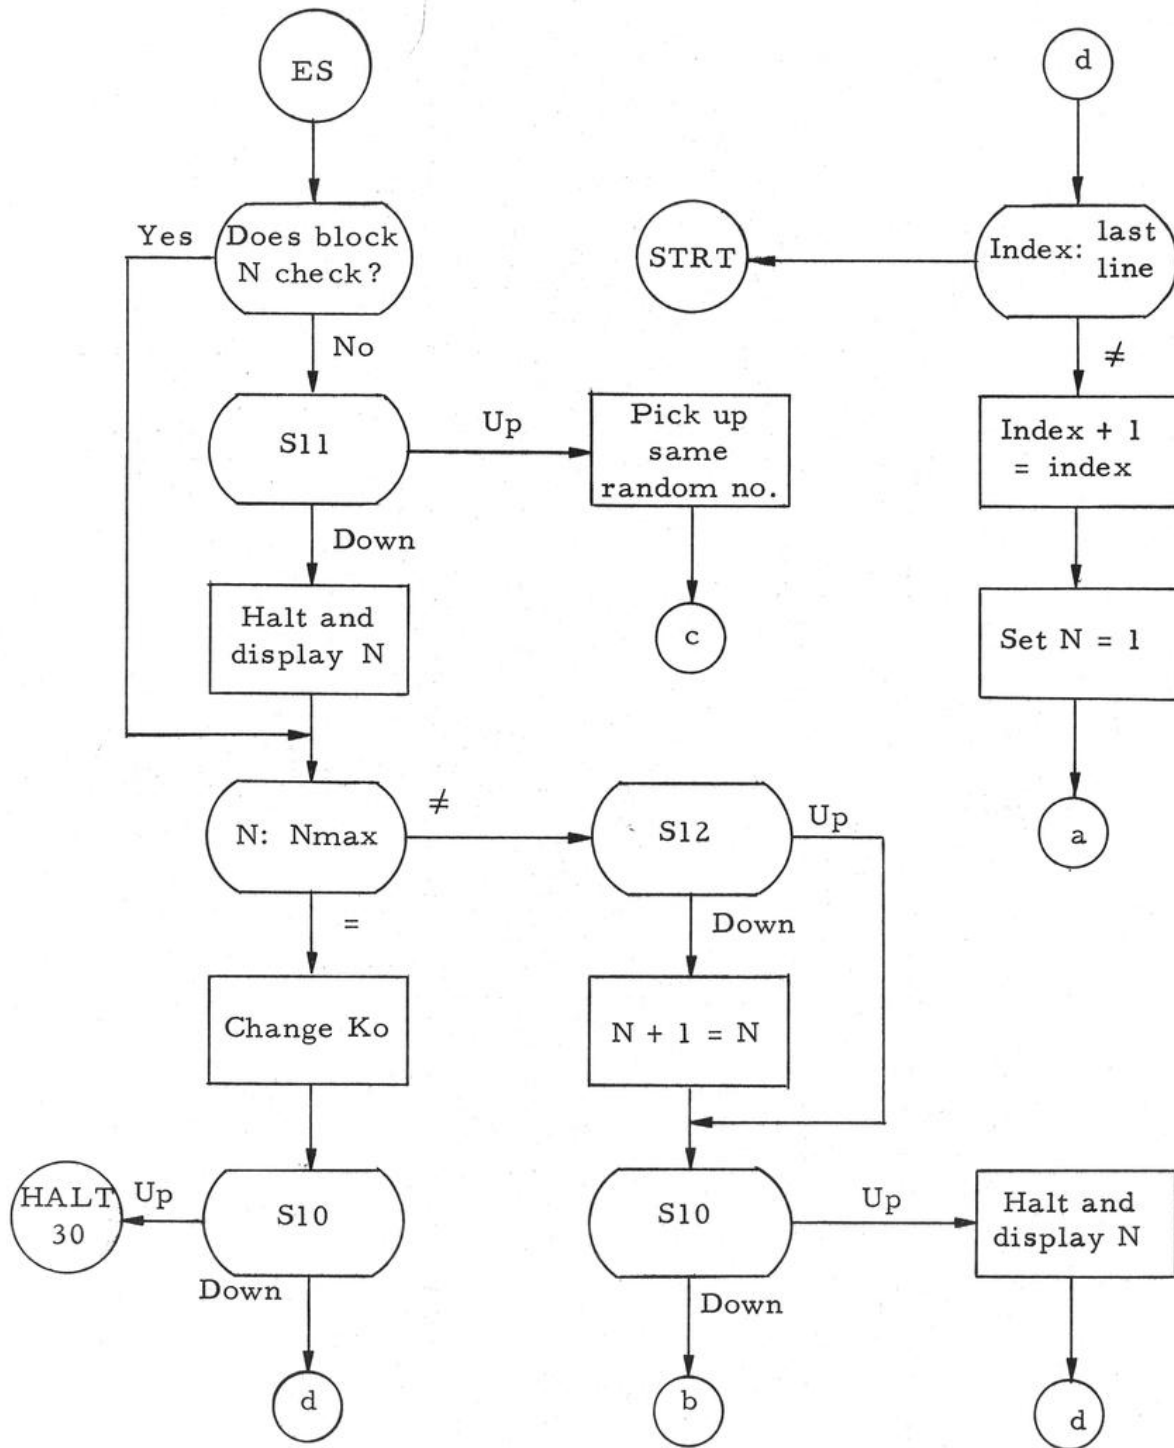 ES
Does block
N check?
Yes
No
S11
Up
Down
Pick up
same
random no.
c
Halt and
display N
N: Nmax
≠
=
S12
Up
Down
N + 1 = N
Change Ko
S10
Up
HALT
30
Down
d
S10
Up
Down
b
Halt and
display N
d
d
Index: last
line
STRT
≠
Index + 1
= index
Set N = 1
a